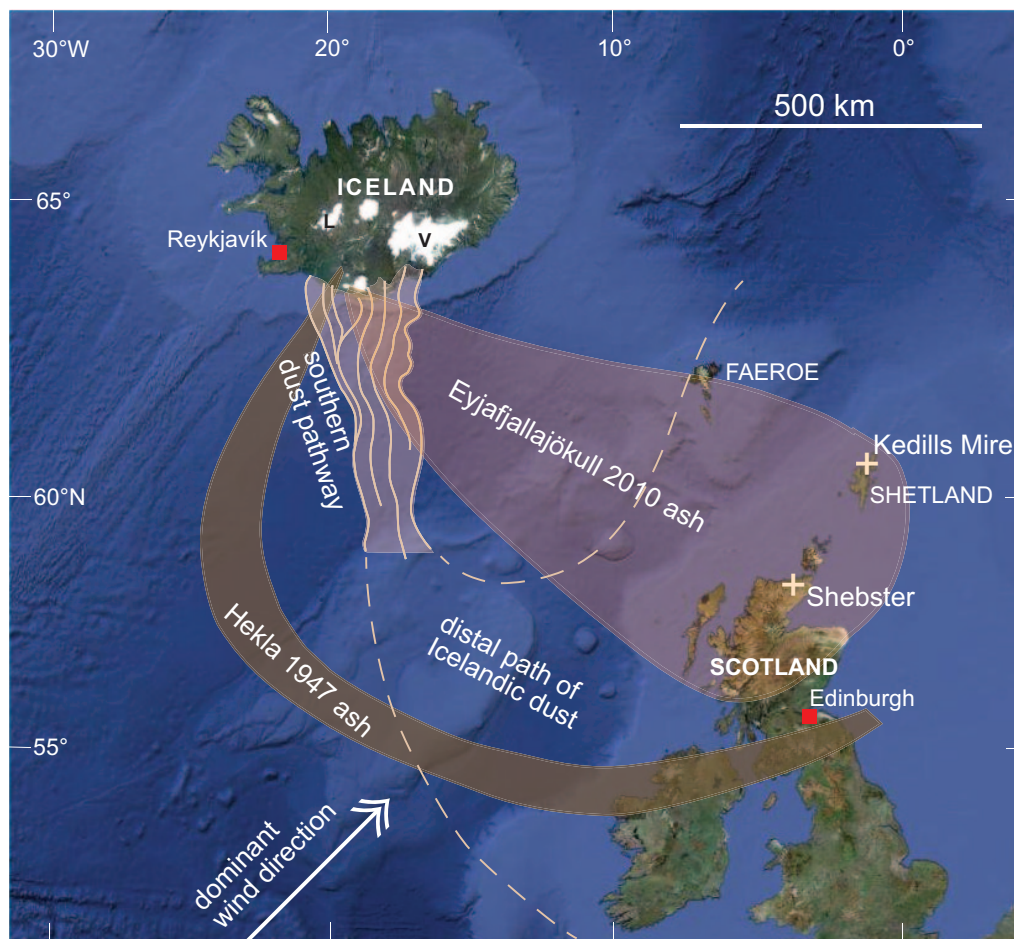 30°W
20°
10°
0°
500 km
65°
ICELAND
L
V
Reykjavík
southern
dust pathway
FAEROE
Eyjafjallajökull 2010 ash
Kedills Mire
60°N
SHETLAND
Shebster
distal path of
Icelandic dust
SCOTLAND
Hekla 1947 ash
Edinburgh
55°
dominant
wind direction